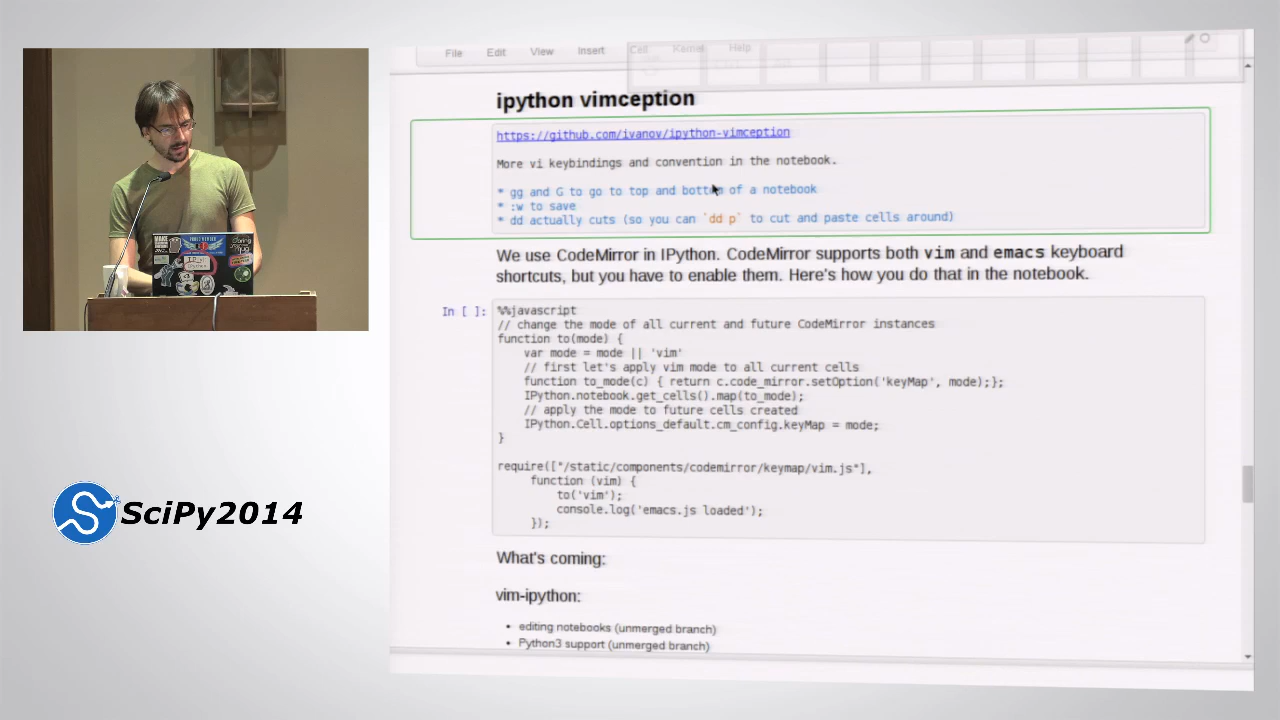 File Edit View Insert Cell Kernel Help
ipython vimception
https://github.com/ivanov/ipython-vimception
More vi keybindings and convention in the notebook.
* gg and G to go to top and bottom of a notebook
* :w to save
* dd actually cuts (so you can `dd p` to cut and paste cells around)
We use CodeMirror in IPython. CodeMirror supports both vim and emacs keyboard
shortcuts, but you have to enable them. Here's how you do that in the notebook.
In [ ]:
%%javascript
// change the mode of all current and future CodeMirror instances
function to(mode) {
var mode = mode || 'vim'
// first let's apply vim mode to all current cells
function to_mode(c) { return c.code_mirror.setOption('keyMap', mode);};
IPython.notebook.get_cells().map(to_mode);
// apply the mode to future cells created
IPython.Cell.options_default.cm_config.keyMap = mode;
}
require(["/static/components/codemirror/keymap/vim.js"],
function (vim) {
to('vim');
console.log('emacs.js loaded');
});
What's coming:
vim-ipython:
• editing notebooks (unmerged branch)
• Python3 support (unmerged branch)
SciPy2014